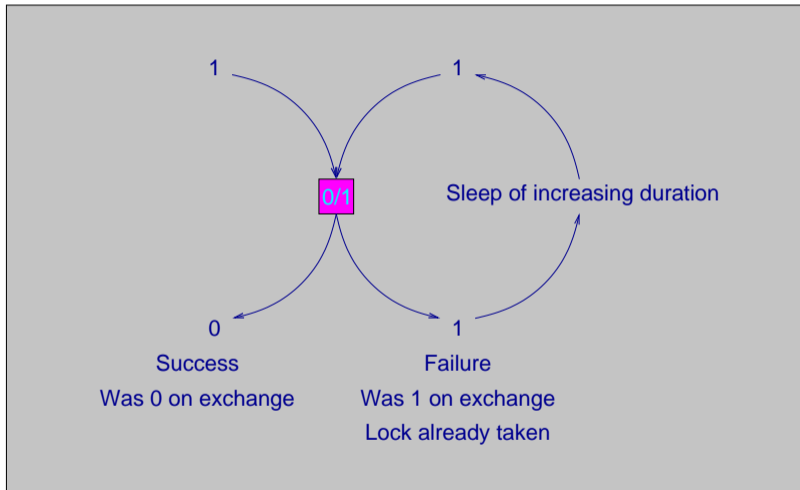 1
1
0/1
Sleep of increasing duration
0
1
Success
Failure
Was 0 on exchange
Was 1 on exchange
Lock already taken